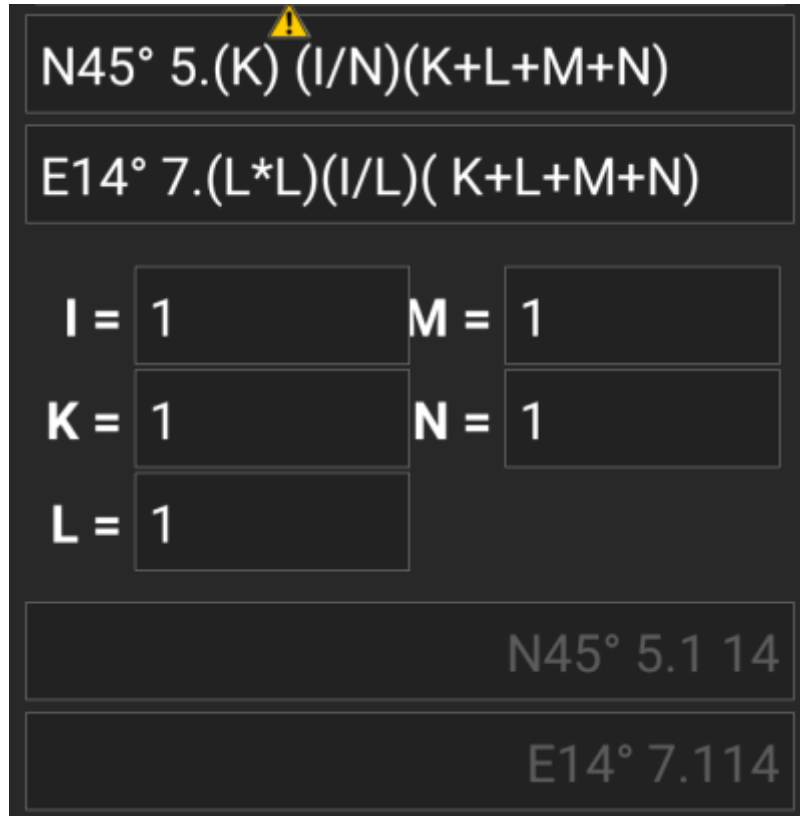 N45° 5.(K) (I/N)(K+L+M+N)
E14° 7.(L*L)(I/L)( K+L+M+N)
I = 1 M = 1
K = 1 N = 1
L = 1
N45° 5.1 14
E14° 7.114